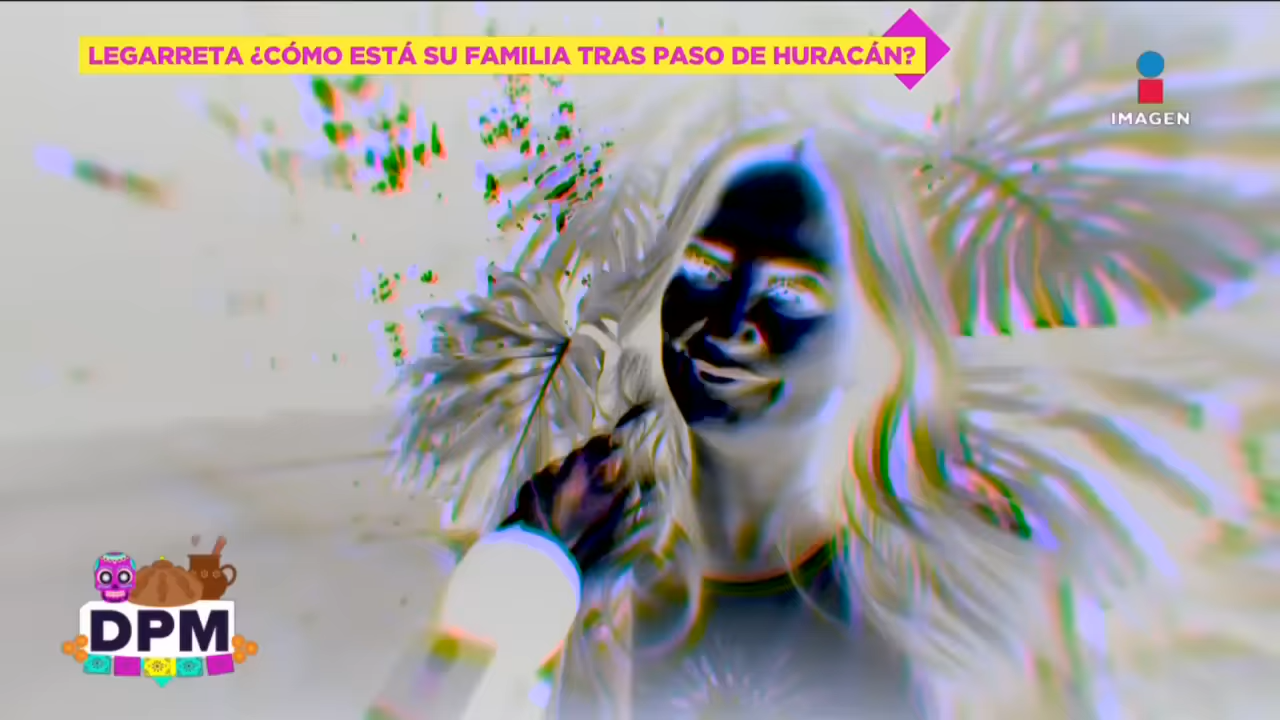 LEGARRETA ¿CÓMO ESTÁ SU FAMILIA TRAS PASO DE HURACÁN?
IMAGEN
DPM